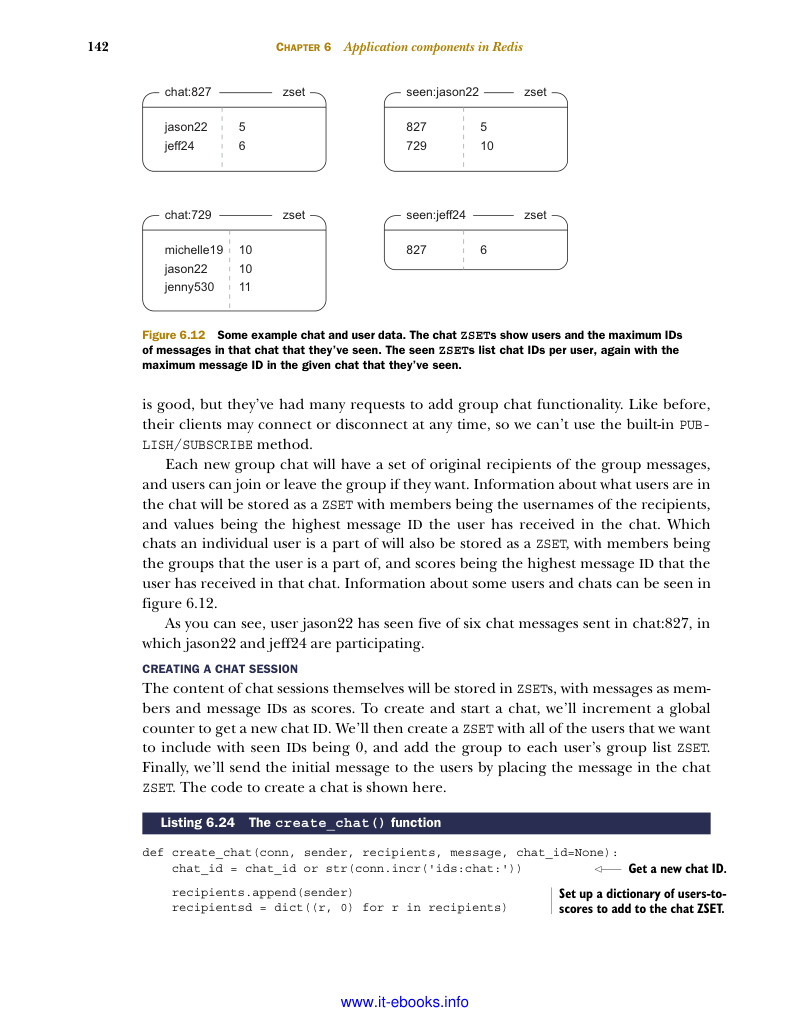 142
CHAPTER 6 Application components in Redis
chat:827 zset
jason22 5
jeff24 6
seen:jason22 zset
827 5
729 10
chat:729 zset
michelle19 10
jason22 10
jenny530 11
seen:jeff24 zset
827 6
Figure 6.12 Some example chat and user data. The chat ZSETs show users and the maximum IDs
of messages in that chat that they've seen. The seen ZSETs list chat IDs per user, again with the
maximum message ID in the given chat that they've seen.
is good, but they've had many requests to add group chat functionality. Like before,
their clients may connect or disconnect at any time, so we can't use the built-in PUB-
LISH/SUBSCRIBE method.
Each new group chat will have a set of original recipients of the group messages,
and users can join or leave the group if they want. Information about what users are in
the chat will be stored as a ZSET with members being the usernames of the recipients,
and values being the highest message ID the user has received in the chat. Which
chats an individual user is a part of will also be stored as a ZSET, with members being
the groups that the user is a part of, and scores being the highest message ID that the
user has received in that chat. Information about some users and chats can be seen in
figure 6.12.
As you can see, user jason22 has seen five of six chat messages sent in chat:827, in
which jason22 and jeff24 are participating.
CREATING A CHAT SESSION
The content of chat sessions themselves will be stored in ZSETs, with messages as mem-
bers and message IDs as scores. To create and start a chat, we'll increment a global
counter to get a new chat ID. We'll then create a ZSET with all of the users that we want
to include with seen IDs being 0, and add the group to each user's group list ZSET.
Finally, we'll send the initial message to the users by placing the message in the chat
ZSET. The code to create a chat is shown here.
Listing 6.24 The create_chat() function
def create_chat(conn, sender, recipients, message, chat_id=None):
chat_id = chat_id or str(conn.incr('ids:chat:'))
Get a new chat ID.
recipients.append(sender)
recipientsd = dict((r, 0) for r in recipients)
Set up a dictionary of users-to-
scores to add to the chat ZSET.
www.it-ebooks.info